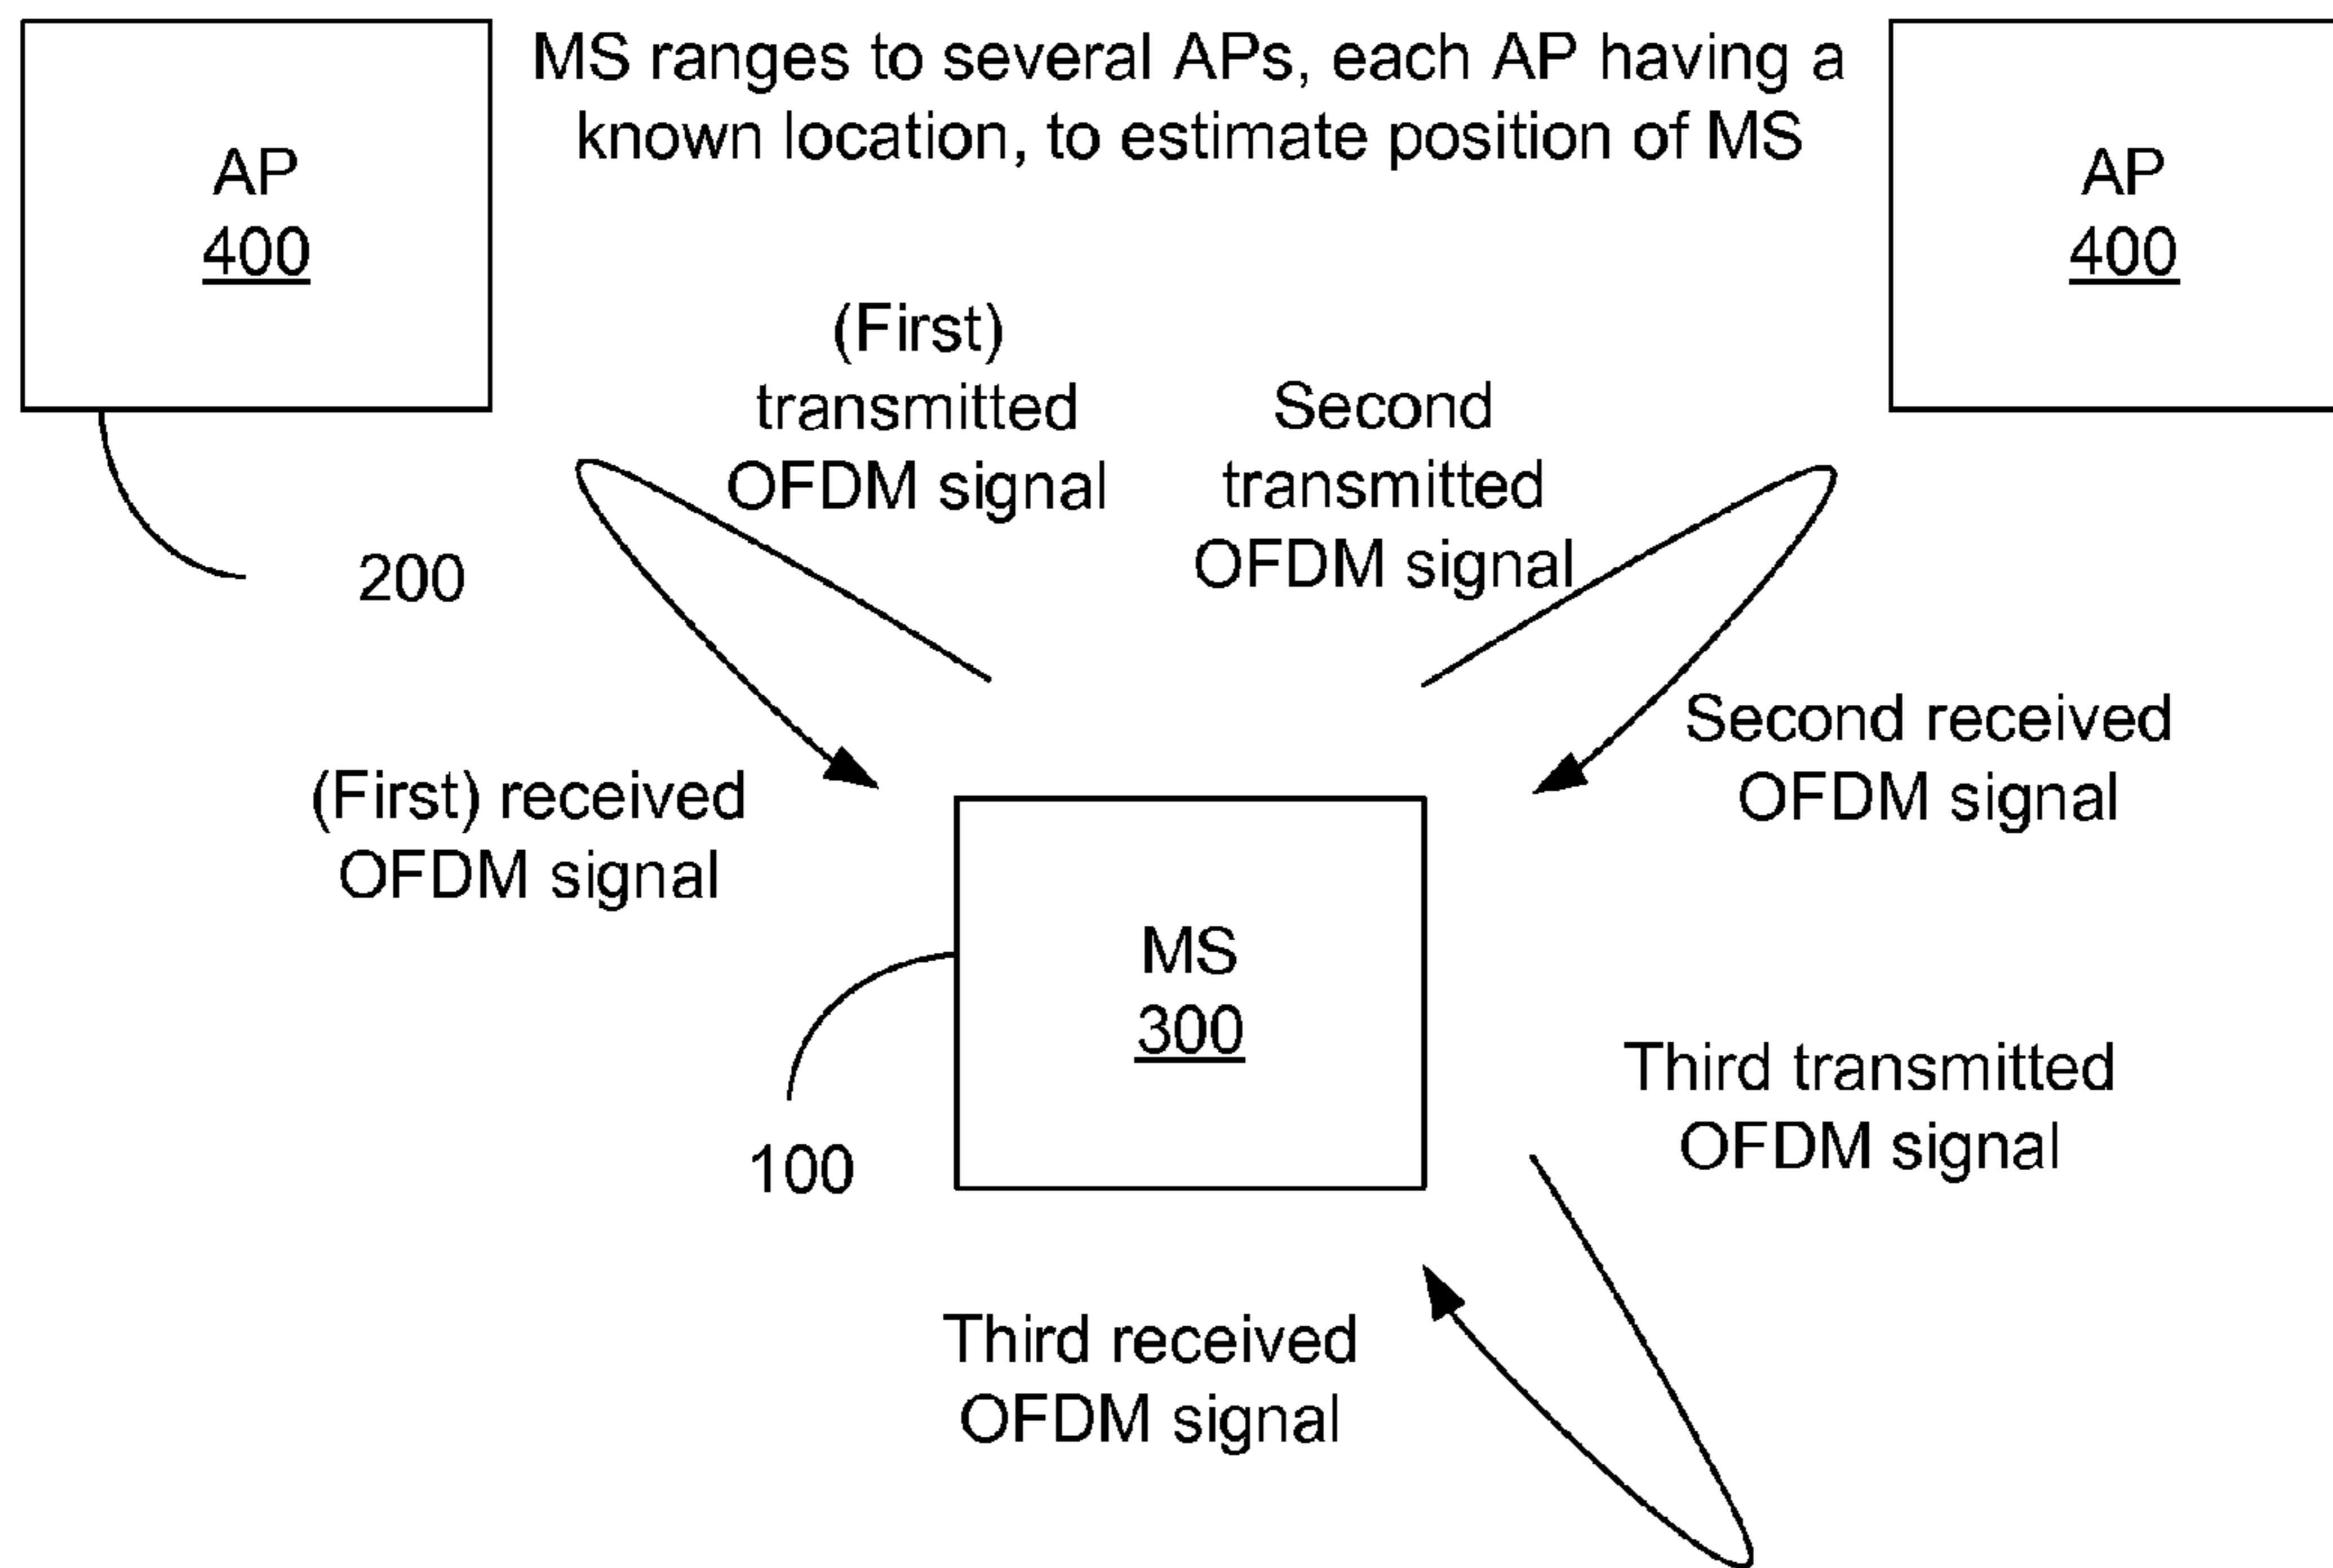 MS ranges to several APs, each AP having a
known location, to estimate position of MS
AP
400
AP
400
(First)
transmitted
OFDM signal
Second
transmitted
OFDM signal
200
(First) received
OFDM signal
Second received
OFDM signal
MS
300
100
Third transmitted
OFDM signal
Third received
OFDM signal